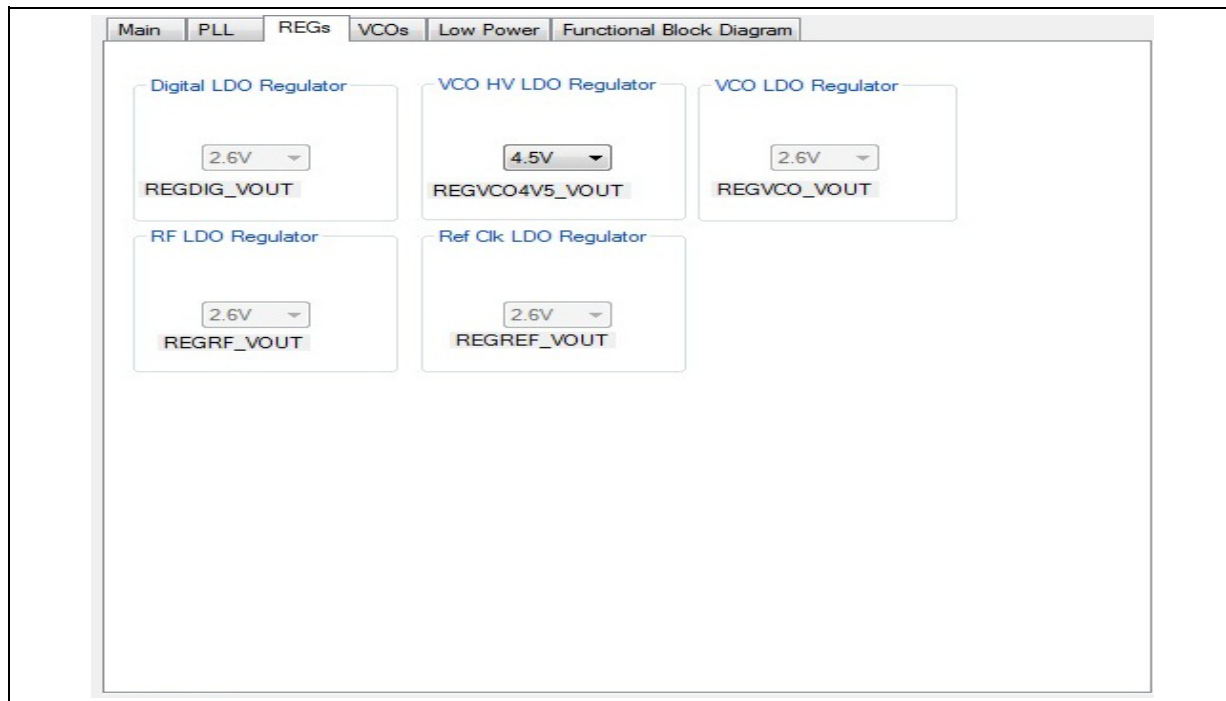 Main PLL REGs VCOs Low Power Functional Block Diagram
Digital LDO Regulator VCO HV LDO Regulator VCO LDO Regulator
2.6V 4.5V 2.6V
REGDIG_VOUT REGVCO4V5_VOUT REGVCO_VOUT
RF LDO Regulator Ref Clk LDO Regulator
2.6V 2.6V
REGRF_VOUT REGREF_VOUT